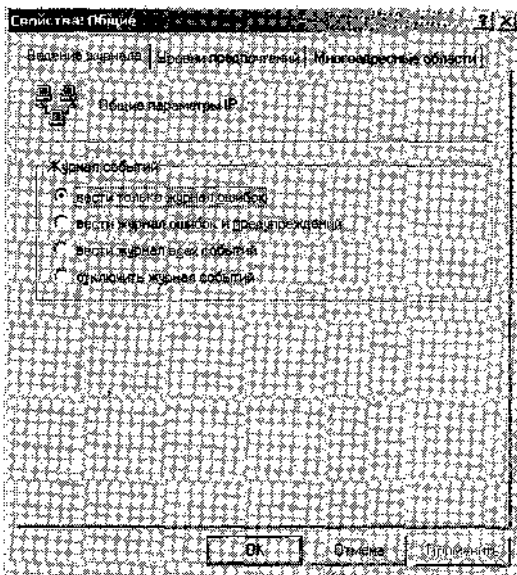 Свойства: Общие
Ведение журнала Уровни предпочтений Многоадресные области
Общие параметры IP
Журнал событий
вести только журнал ошибок
вести журнал ошибок и предупреждений
вести журнал всех событий
отключить журнал событий
OK Отмена Применить